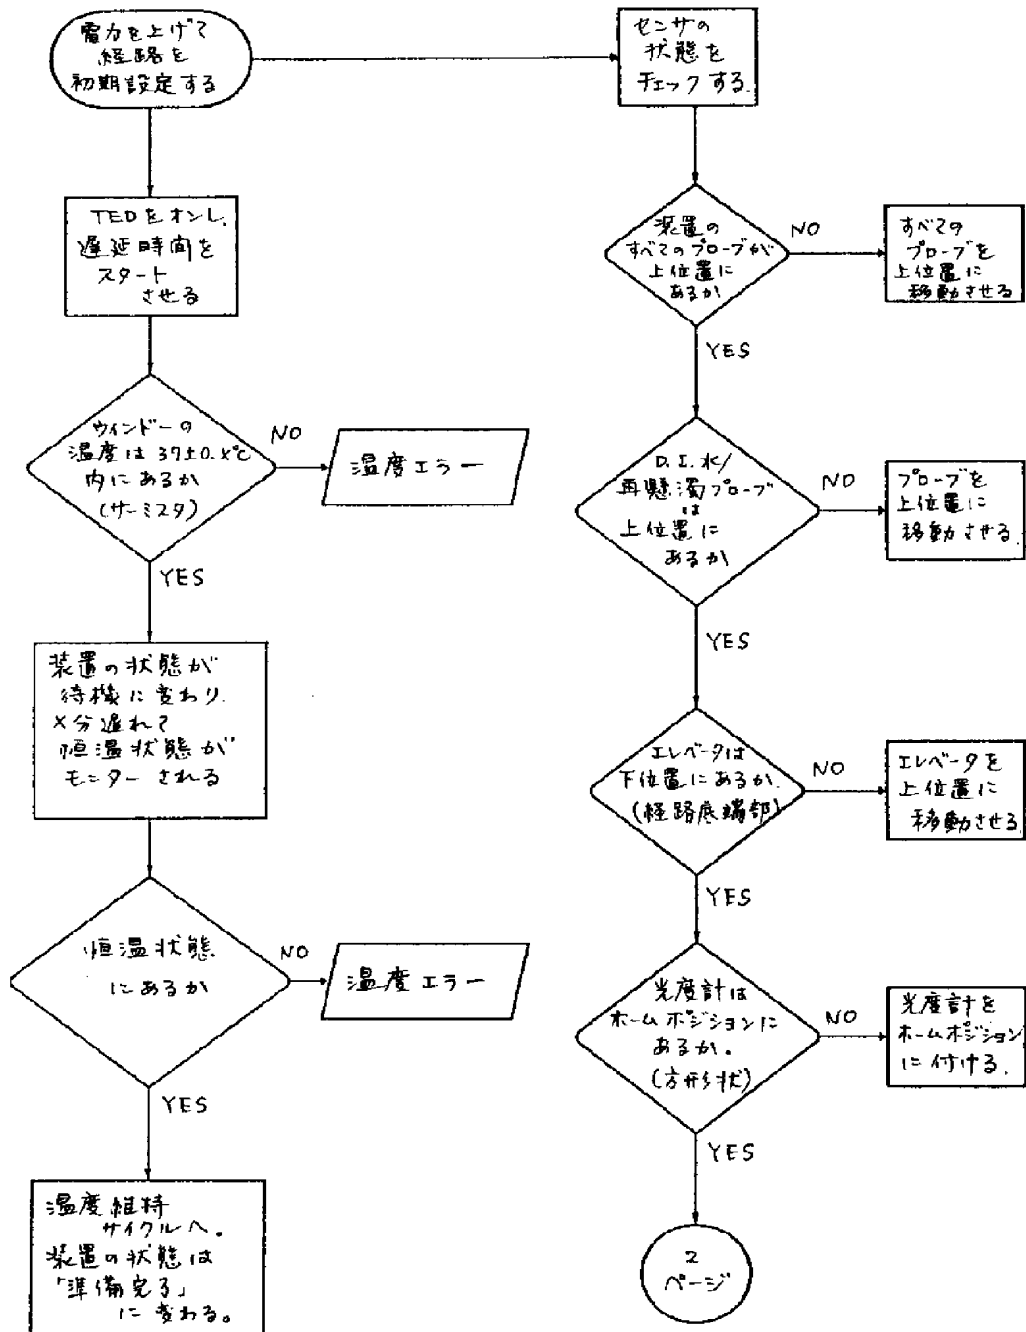 電力を上げて
経路を
初期設定する
TEDをオンし、
遅延時間を
スタート
させる
ウィンドーの
温度は37±0.X℃
内にあるか
(サーミスタ)
NO
温度エラー
YES
装置の状態が
待機に変わり、
X分遅れて
恒温状態が
モニターされる
恒温状態
にあるか
NO
温度エラー
YES
温度維持
サイクルへ。
装置の状態は
「準備完了」
に変わる。
センサの
状態を
チェックする。
装置の
すべてのプローブが
上位置に
あるか
NO
すべての
プローブを
上位置に
移動させる
YES
D.I.水/
再懸濁プローブ
は
上位置に
あるか
NO
プローブを
上位置に
移動させる。
YES
エレベータは
下位置にあるか。
(経路底端部)
NO
エレベータを
上位置に
移動させる。
YES
光度計は
ホームポジションに
あるか。
(方形状)
NO
光度計を
ホームポジション
に付ける。
YES
2
ページ